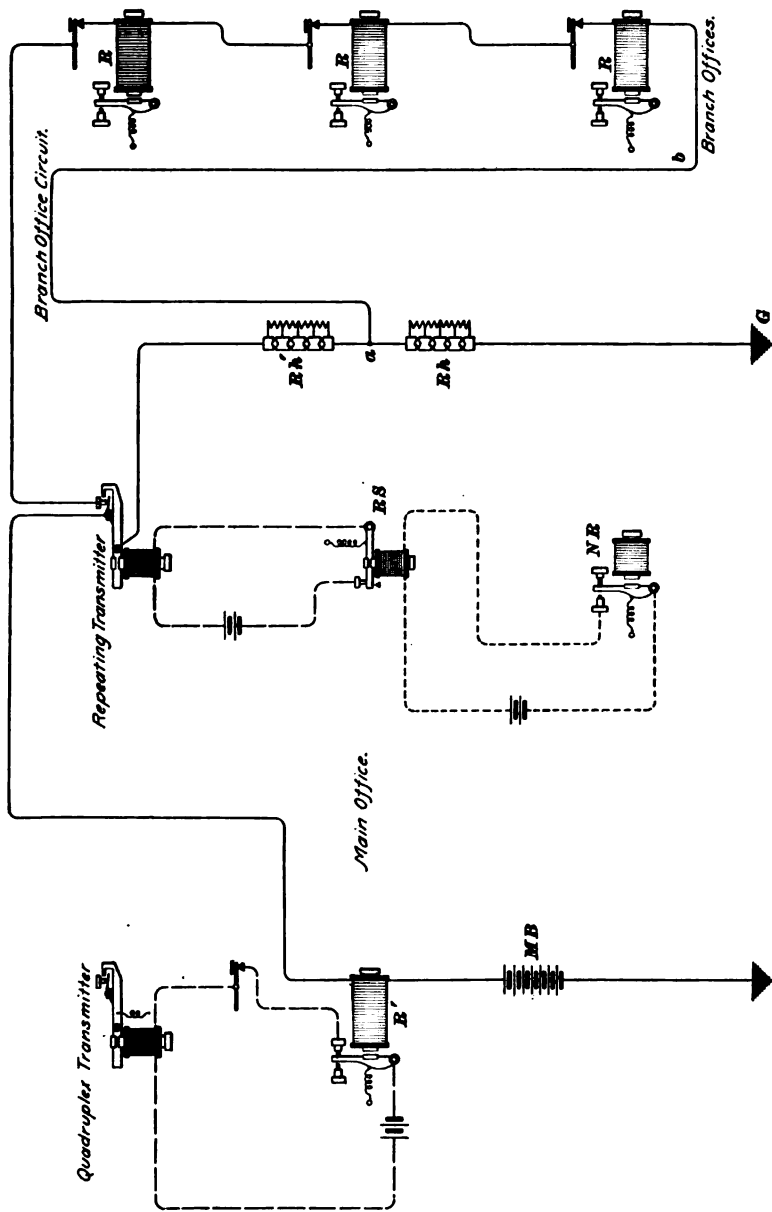 Branch Office Circuit.
Quadruplex Transmitter
Repeating Transmitter
R
Rh'
R
Main Office.
a
RS
R'
Rh
MB
NR
R
b
Branch Offices.
G